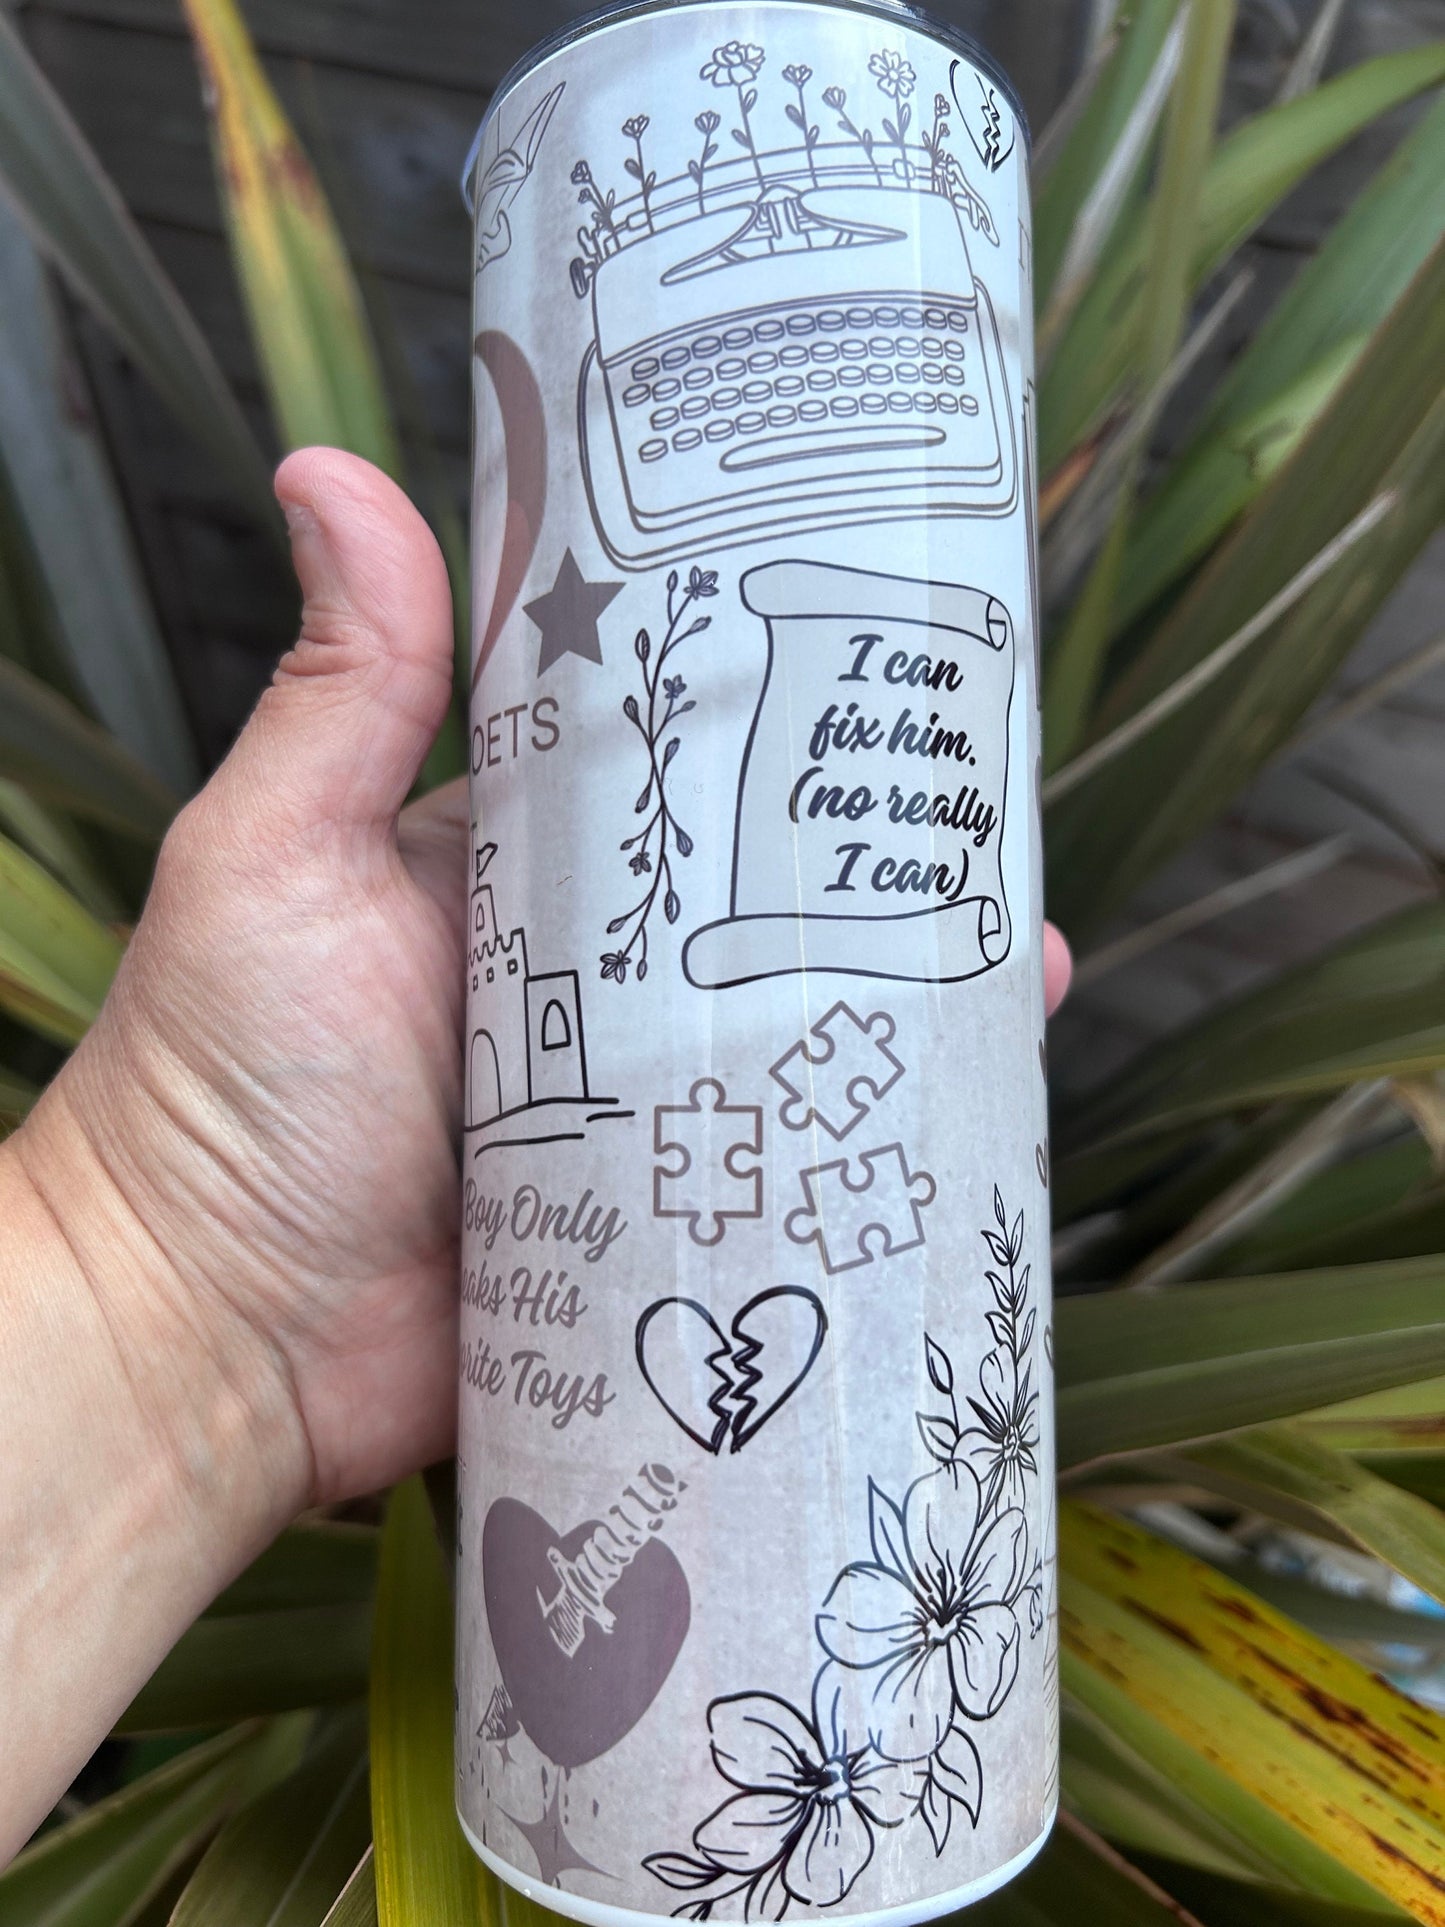 I can
fix him.
(no really
I can)
OETS
Boy Only
His
Toys